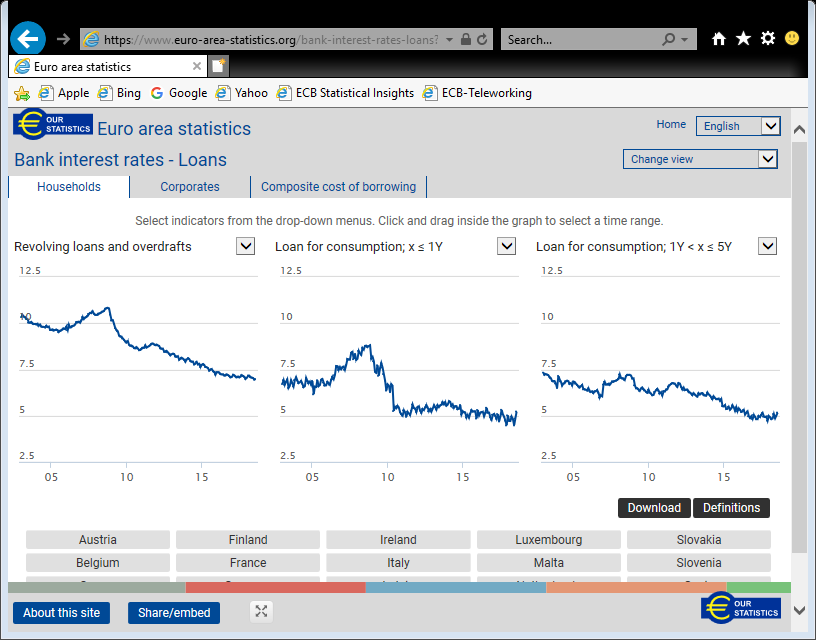 https://www.euro-area-statistics.org/bank-interest-rates-loans?
Search...
Euro area statistics
Apple Bing Google Yahoo ECB Statistical Insights ECB-Teleworking
OUR STATISTICS
Euro area statistics
Home
English
Bank interest rates - Loans
Change view
Households Corporates Composite cost of borrowing
Select indicators from the drop-down menus. Click and drag inside the graph to select a time range.
Revolving loans and overdrafts
12.5
10
7.5
5
2.5
05 10 15
Loan for consumption; x ≤ 1Y
12.5
10
7.5
5
2.5
05 10 15
Loan for consumption; 1Y < x ≤ 5Y
12.5
10
7.5
5
2.5
05 10 15
Download Definitions
Austria Finland Ireland Luxembourg Slovakia
Belgium France Italy Malta Slovenia
About this site Share/embed
OUR STATISTICS